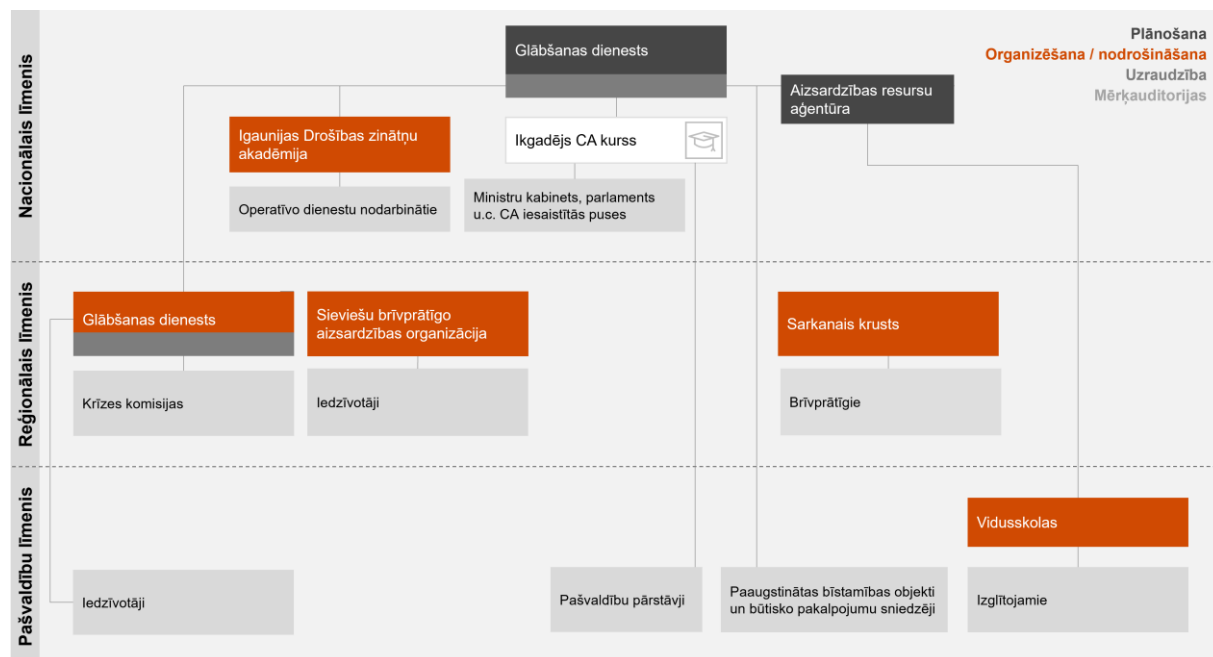 Nacionālais līmenis
Glābšanas dienests
Plānošana
Organizēšana / nodrošināšana
Uzraudzība
Mērķauditorijas
Aizsardzības resursu
aģentūra
Igaunijas Drošības zinātņu
akadēmija
Ikgadējs CA kurss
Operatīvo dienestu nodarbinātie
Ministru kabinets, parlaments
u.c. CA iesaistītās puses
Reģionālais līmenis
Glābšanas dienests
Sieviešu brīvprātīgo
aizsardzības organizācija
Sarkanais krusts
Krīzes komisijas
Iedzīvotāji
Brīvprātīgie
Pašvaldību līmenis
Vidusskolas
Iedzīvotāji
Pašvaldību pārstāvji
Paaugstinātas bīstamības objekti
un būtisko pakalpojumu sniedzēji
Izglītojamie